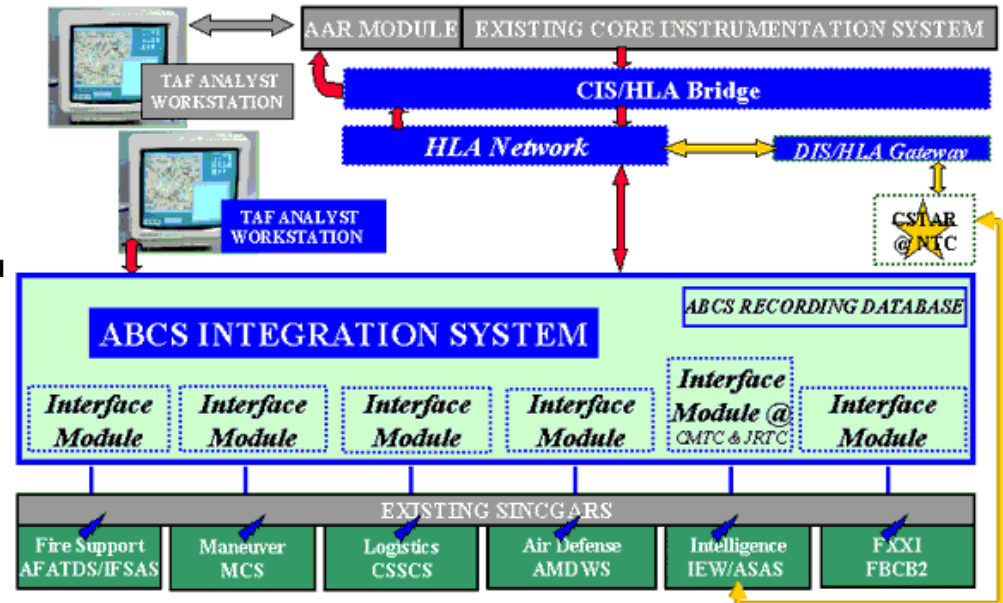 AAR MODULE
EXISTING CORE INSTRUMENTATION SYSTEM
TAF ANALYST
WORKSTATION
CIS/HLA Bridge
HLA Network
DIS/HLA Gateway
TAF ANALYST
WORKSTATION
CSTAR
@ NTC
ABCS INTEGRATION SYSTEM
ABCS RECORDING DATABASE
Interface
Module
Interface
Module
Interface
Module
Interface
Module
Interface
Module @
CMTC & JRTC
Interface
Module
EXISTING SINCGARS
Fire Support
AFATDS/IFSAS
Maneuver
MCS
Logistics
CSSCS
Air Defense
AMDWS
Intelligence
IEW/ASAS
FXXI
FBCB2